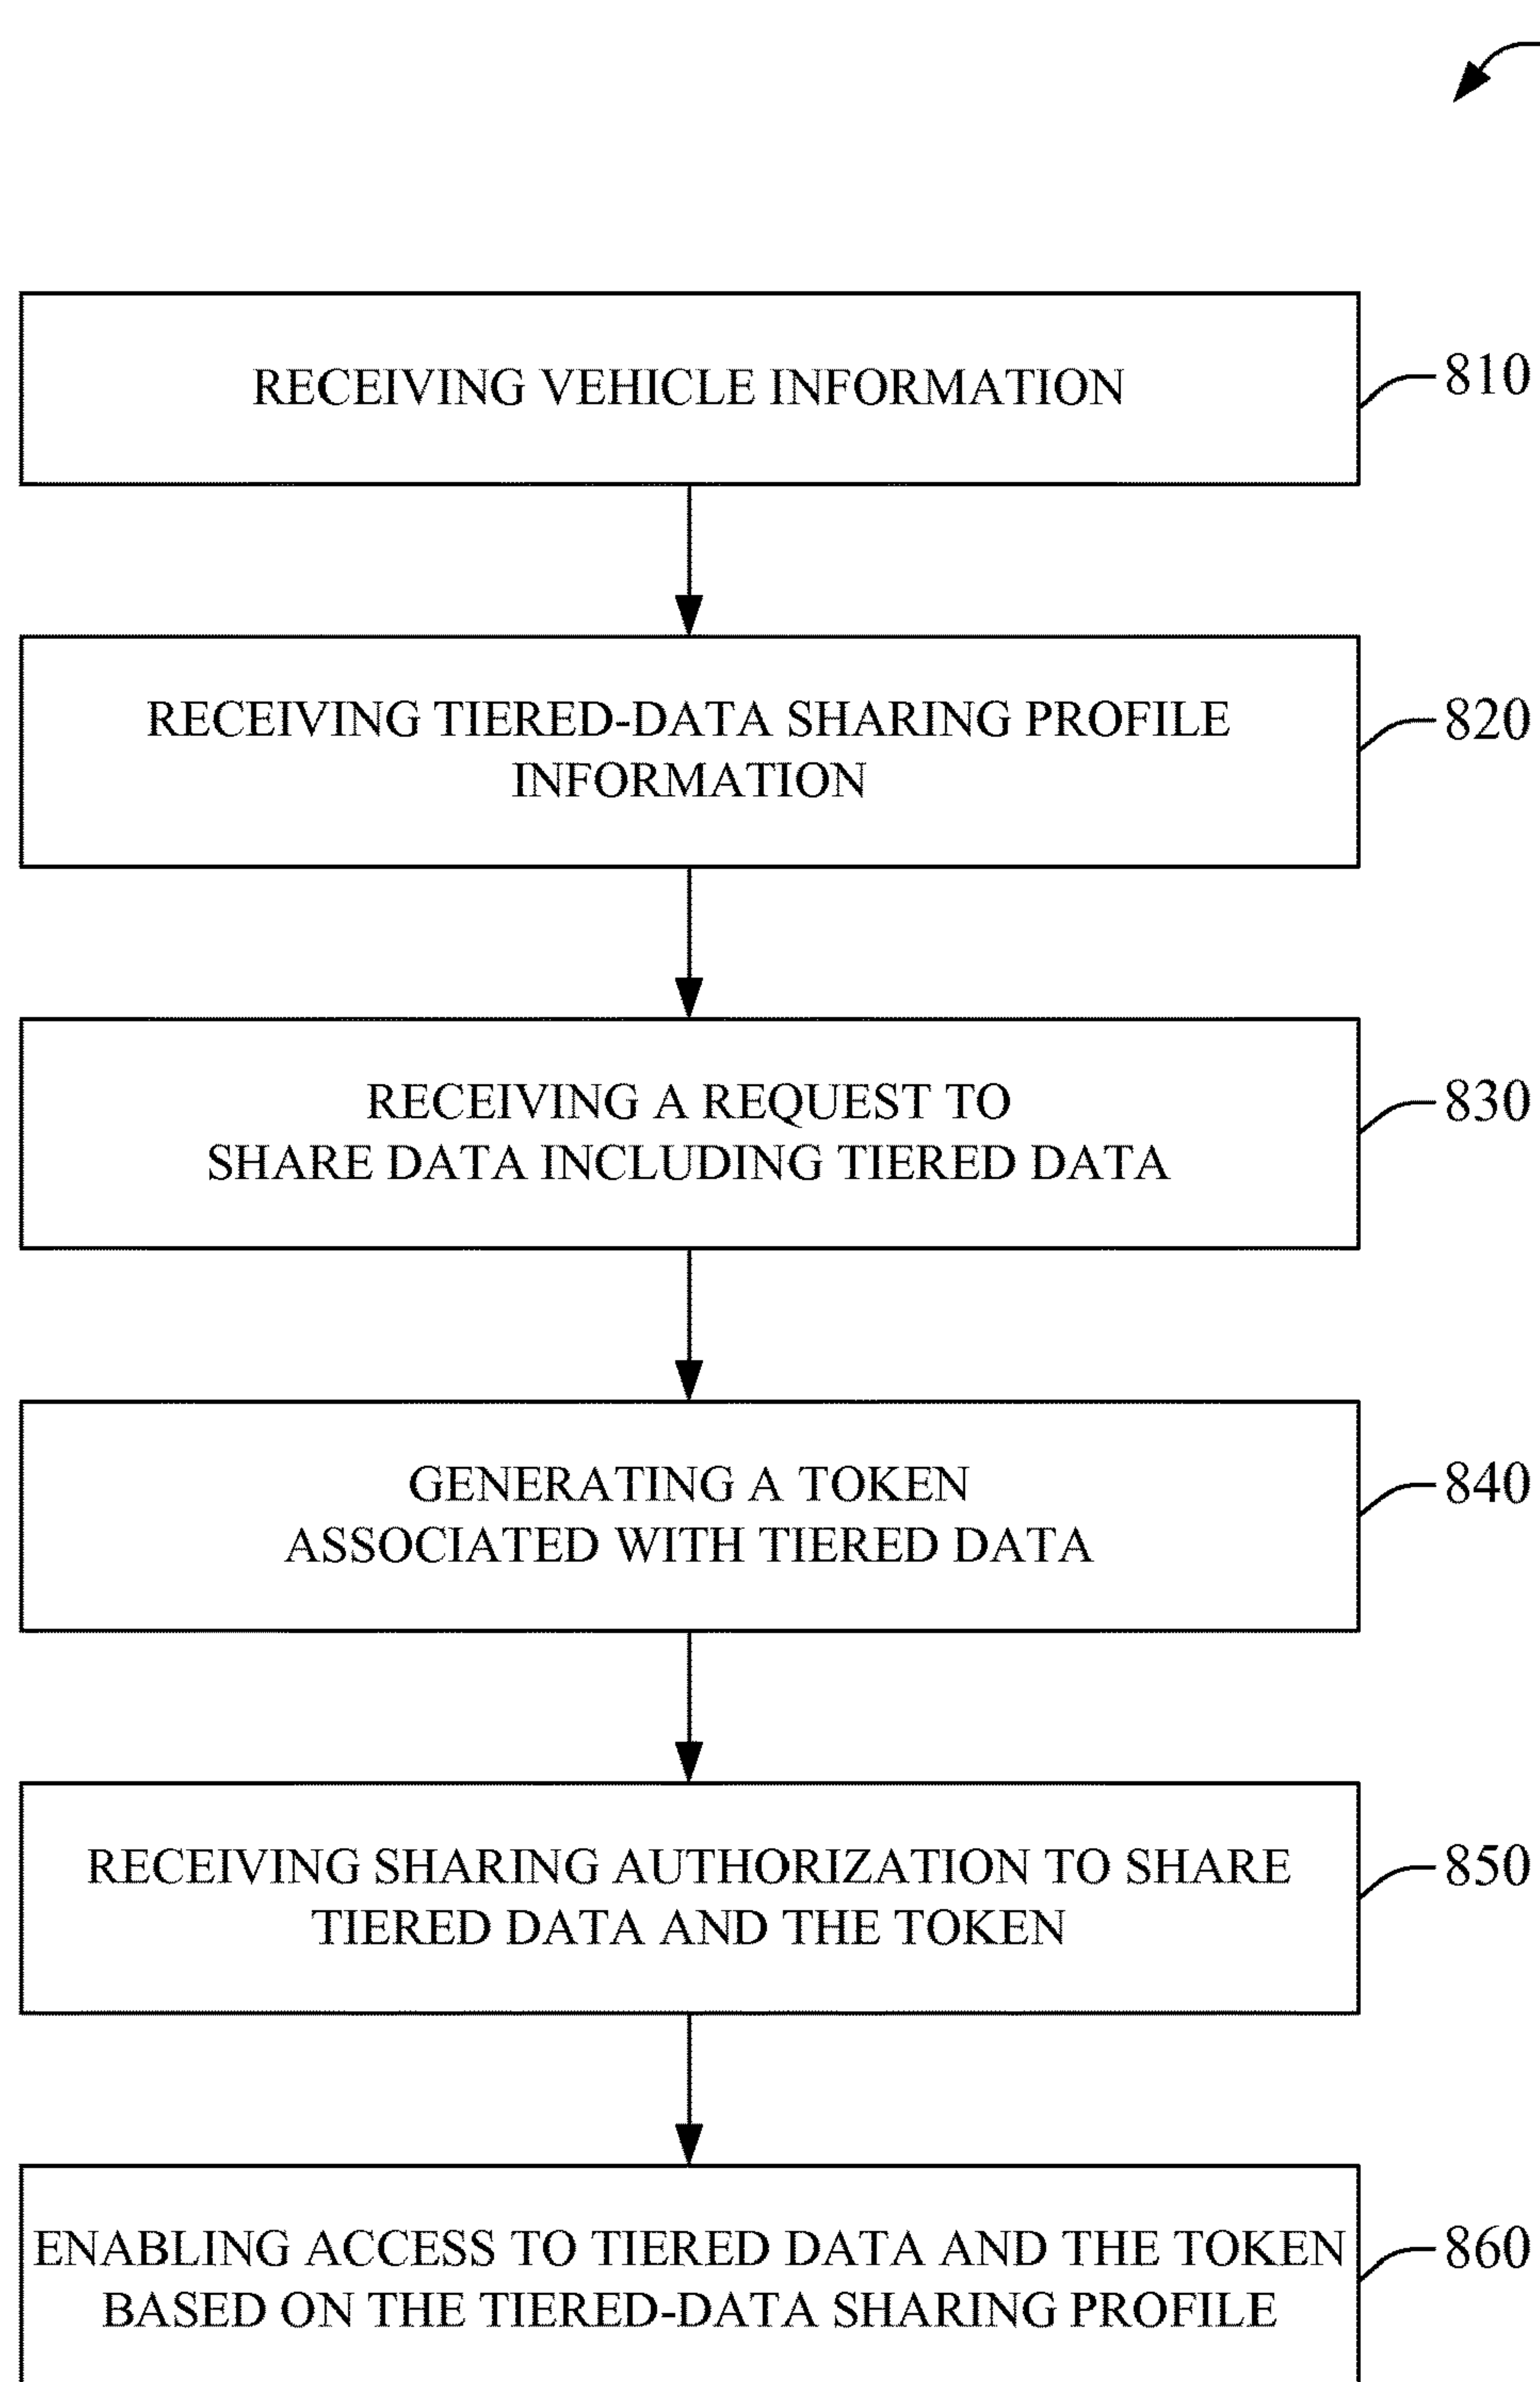 RECEIVING VEHICLE INFORMATION
810
RECEIVING TIERED-DATA SHARING PROFILE
INFORMATION
820
RECEIVING A REQUEST TO
SHARE DATA INCLUDING TIERED DATA
830
GENERATING A TOKEN
ASSOCIATED WITH TIERED DATA
840
RECEIVING SHARING AUTHORIZATION TO SHARE
TIERED DATA AND THE TOKEN
850
ENABLING ACCESS TO TIERED DATA AND THE TOKEN
BASED ON THE TIERED-DATA SHARING PROFILE
860